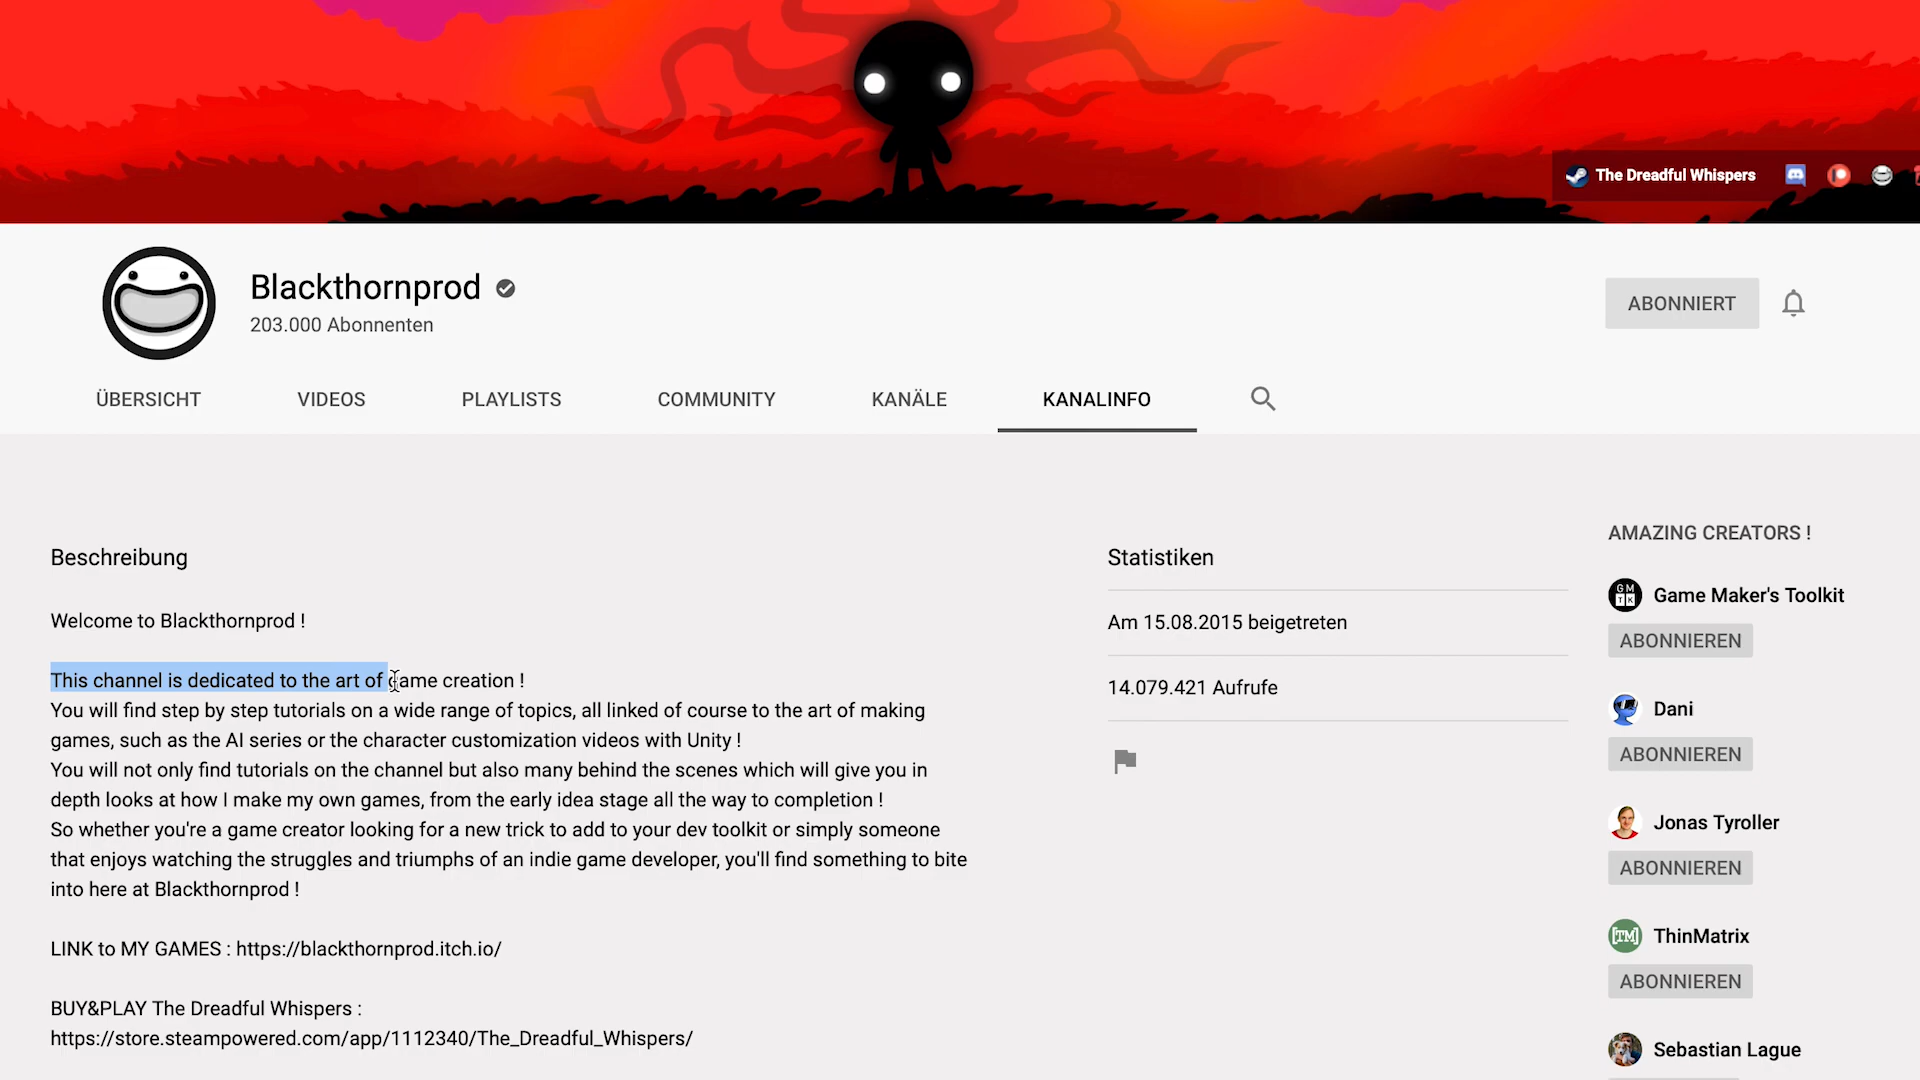 The Dreadful Whispers
Blackthornprod
203.000 Abonnenten
ABONNIERT
ÜBERSICHT
VIDEOS
PLAYLISTS
COMMUNITY
KANÄLE
KANALINFO
Beschreibung
Welcome to Blackthornprod !
This channel is dedicated to the art of game creation !
You will find step by step tutorials on a wide range of topics, all linked of course to the art of making
games, such as the AI series or the character customization videos with Unity !
You will not only find tutorials on the channel but also many behind the scenes which will give you in
depth looks at how I make my own games, from the early idea stage all the way to completion !
So whether you're a game creator looking for a new trick to add to your dev toolkit or simply someone
that enjoys watching the struggles and triumphs of an indie game developer, you'll find something to bite
into here at Blackthornprod !
LINK to MY GAMES : https://blackthornprod.itch.io/
BUY&PLAY The Dreadful Whispers :
https://store.steampowered.com/app/1112340/The_Dreadful_Whispers/
Statistiken
Am 15.08.2015 beigetreten
14.079.421 Aufrufe
AMAZING CREATORS !
GM
TK
Game Maker's Toolkit
ABONNIEREN
Dani
ABONNIEREN
Jonas Tyroller
ABONNIEREN
[TM]
ThinMatrix
ABONNIEREN
Sebastian Lague